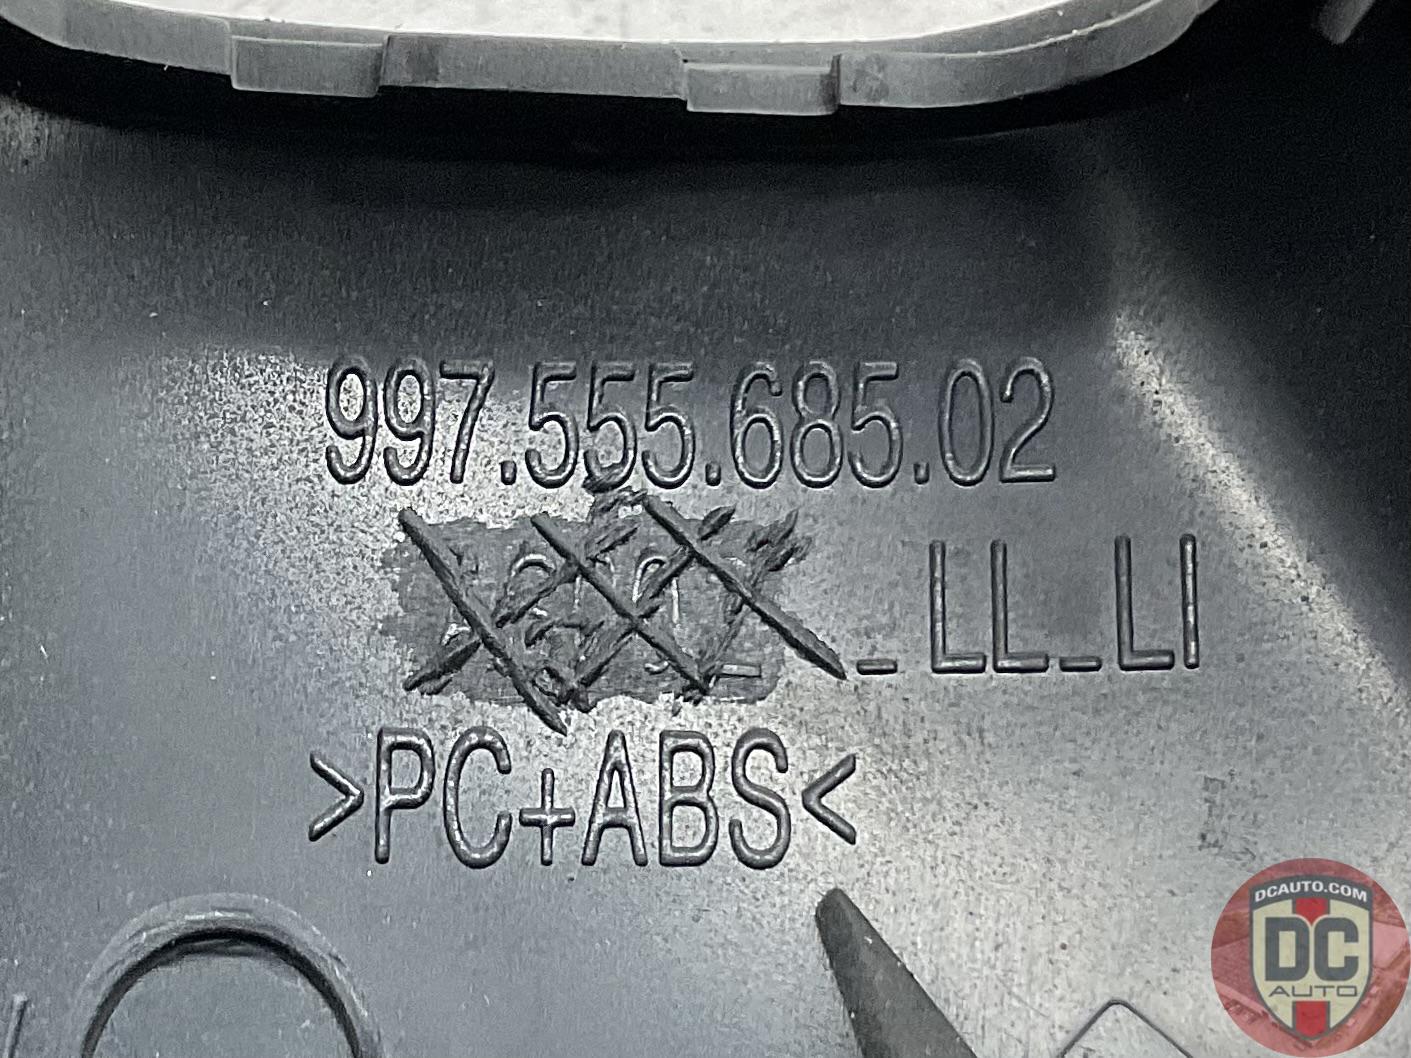 997.555.685.02
_LL_LI
>PC+ABS<
DCAUTO.COM
DC
AUTO